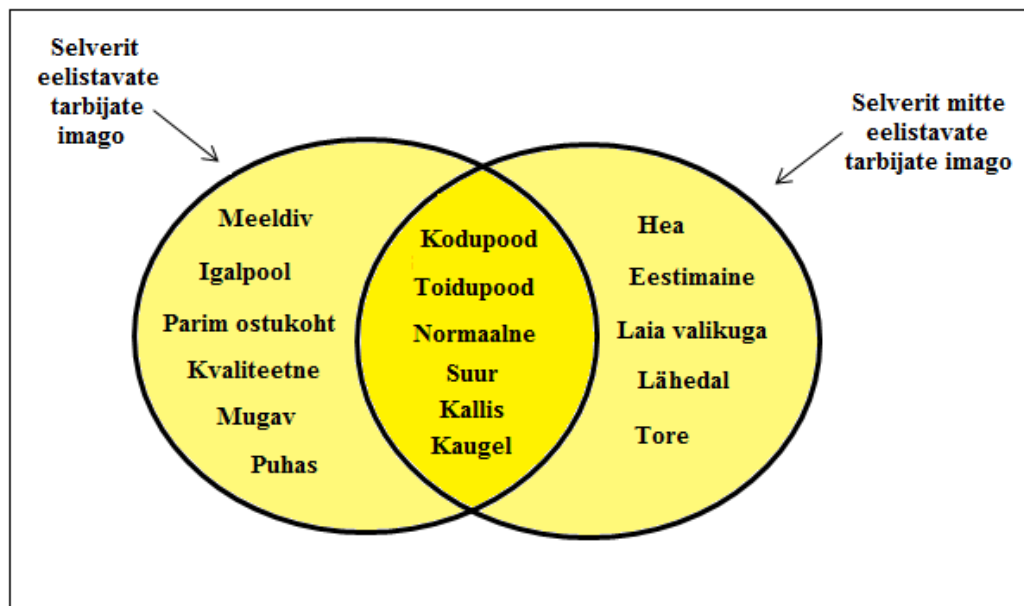 Selverit
eelistavate
tarbijate
imago
Selverit mitte
eelistavate
tarbijate imago
Meeldiv
Igalpool
Parim ostukoht
Kvaliteetne
Mugav
Puhas
Kodupood
Toidupood
Normaalne
Suur
Kallis
Kaugel
Hea
Eestimaine
Laia valikuga
Lähedal
Tore